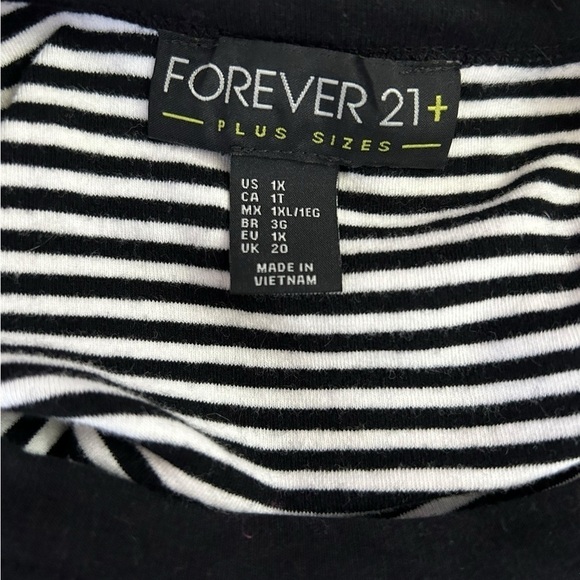 FOREVER 21+
PLUS SIZES
US 1X
CA 1T
MX 1XL/1EG
BR 3G
EU 1X
UK 20
MADE IN
VIETNAM